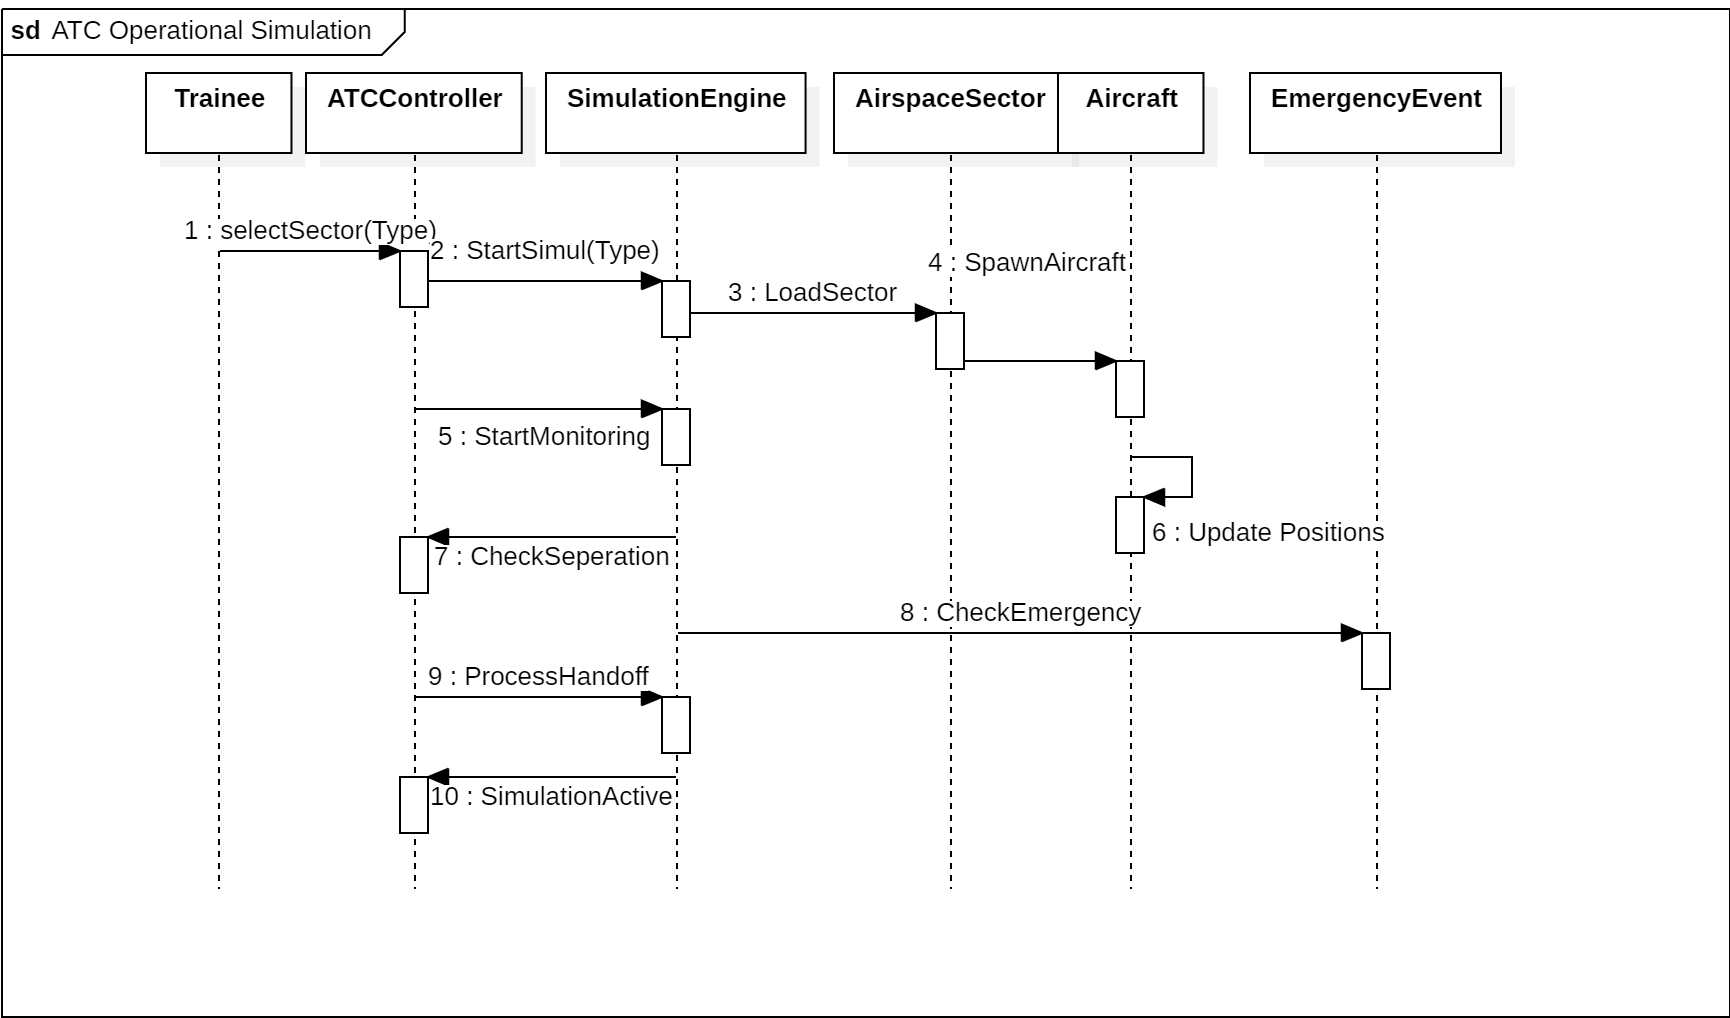 sd ATC Operational Simulation
Trainee
ATCController
SimulationEngine
AirspaceSector
Aircraft
EmergencyEvent
1 : selectSector(Type)
2 : StartSimul(Type)
3 : LoadSector
4 : SpawnAircraft
5 : StartMonitoring
6 : Update Positions
7 : CheckSeperation
8 : CheckEmergency
9 : ProcessHandoff
10 : SimulationActive